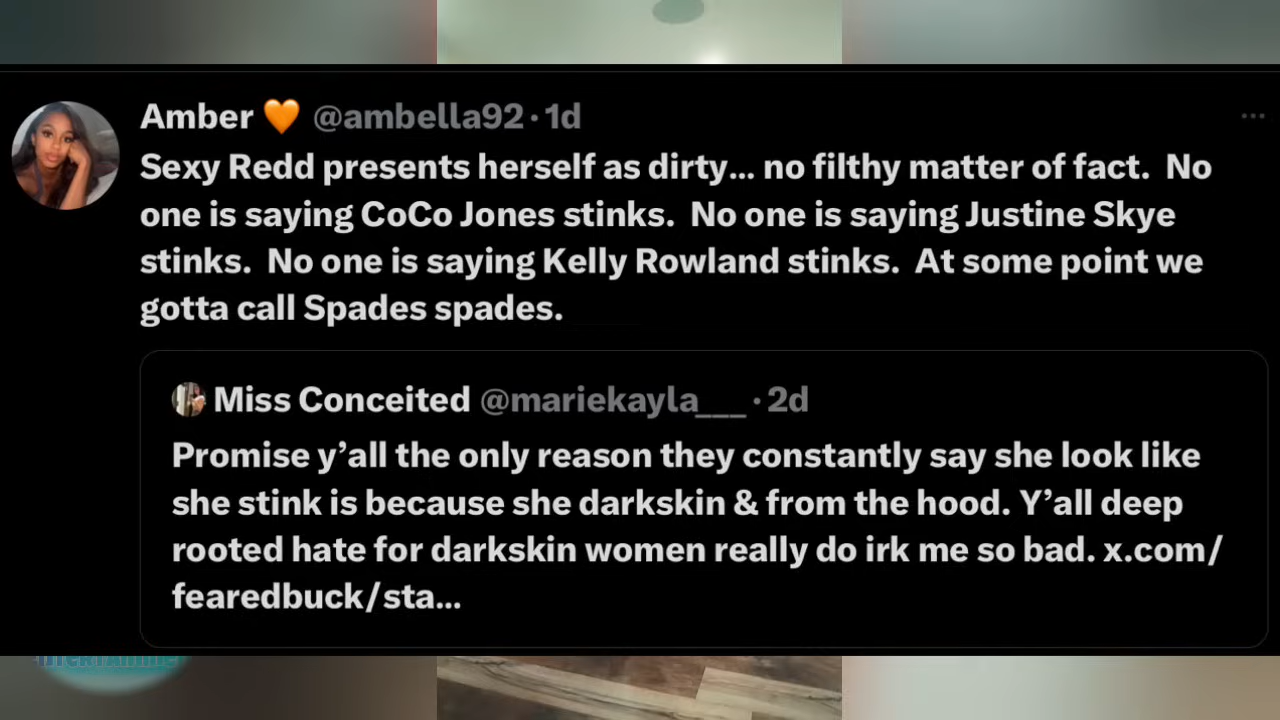 Amber 🧡 @ambella92 · 1d
Sexy Redd presents herself as dirty... no filthy matter of fact.  No
one is saying CoCo Jones stinks.  No one is saying Justine Skye
stinks.  No one is saying Kelly Rowland stinks.  At some point we
gotta call Spades spades.
Miss Conceited @mariekayla___ · 2d
Promise y’all the only reason they constantly say she look like
she stink is because she darkskin & from the hood. Y’all deep
rooted hate for darkskin women really do irk me so bad. x.com/
fearedbuck/sta...